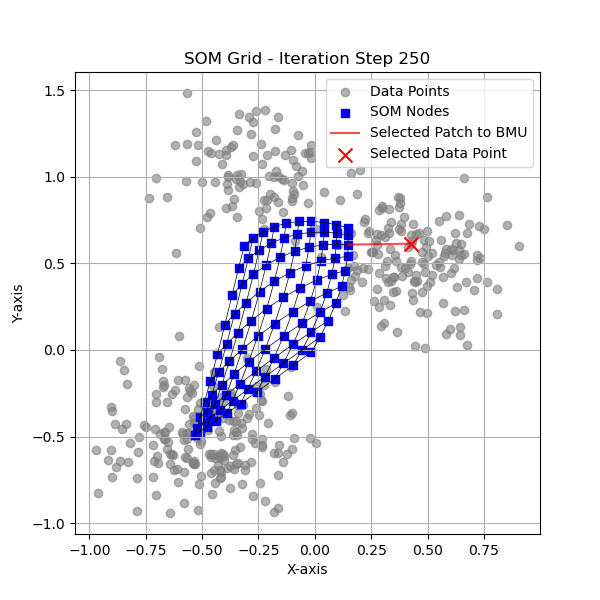 SOM Grid - Iteration Step 250
Data Points
SOM Nodes
Selected Patch to BMU
Selected Data Point
Y-axis
1.5
1.0
0.5
0.0
−0.5
−1.0
−1.00 −0.75 −0.50 −0.25 0.00 0.25 0.50 0.75
X-axis